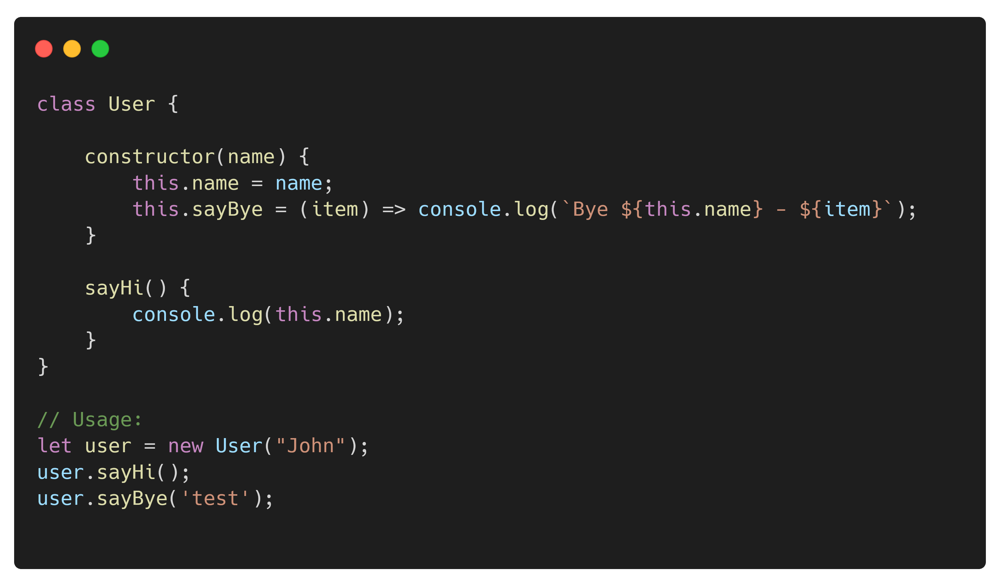 class User {
    constructor(name) {
        this.name = name;
        this.sayBye = (item) => console.log(`Bye ${this.name} - ${item}`);
    }
    sayHi() {
        console.log(this.name);
    }
}
// Usage:
let user = new User("John");
user.sayHi();
user.sayBye('test');